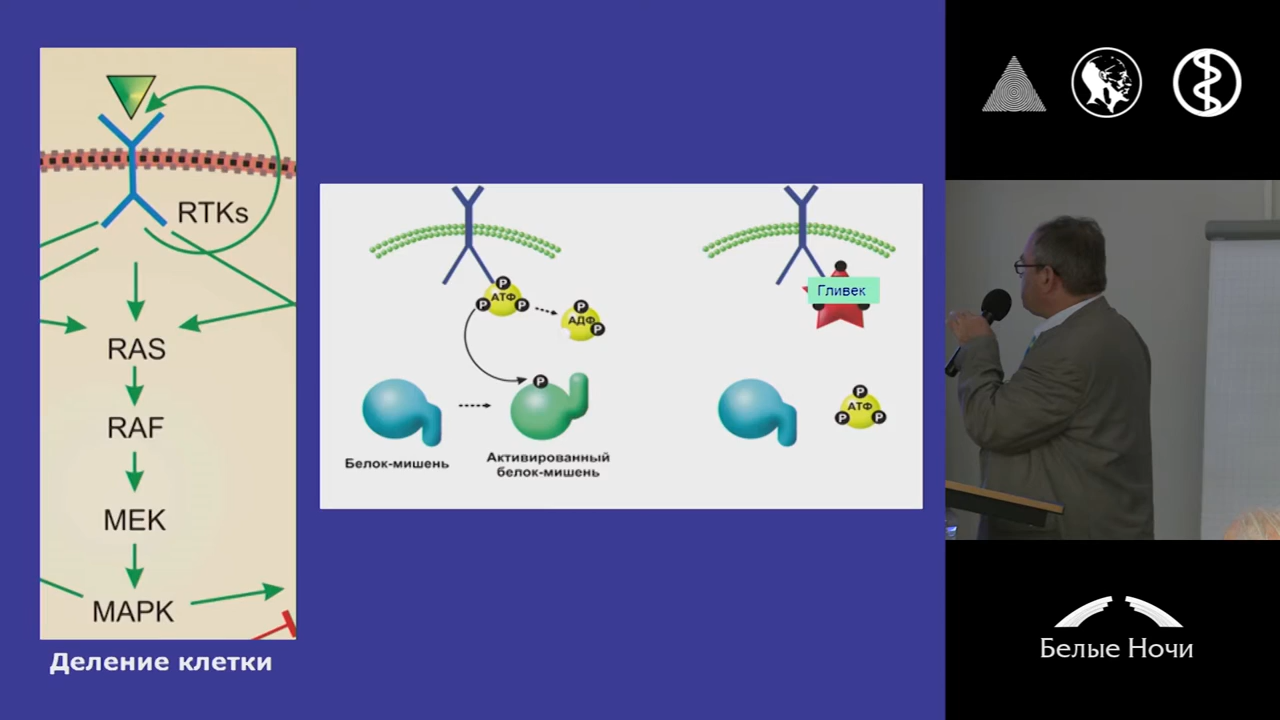 RTKs
RAS
RAF
MEK
MAPK
Деление клетки
P
АТФ
P
P
P
АДФ
P
P
Белок-мишень
Активированный
белок-мишень
Гливек
P
АТФ
P
P
Белые Ночи